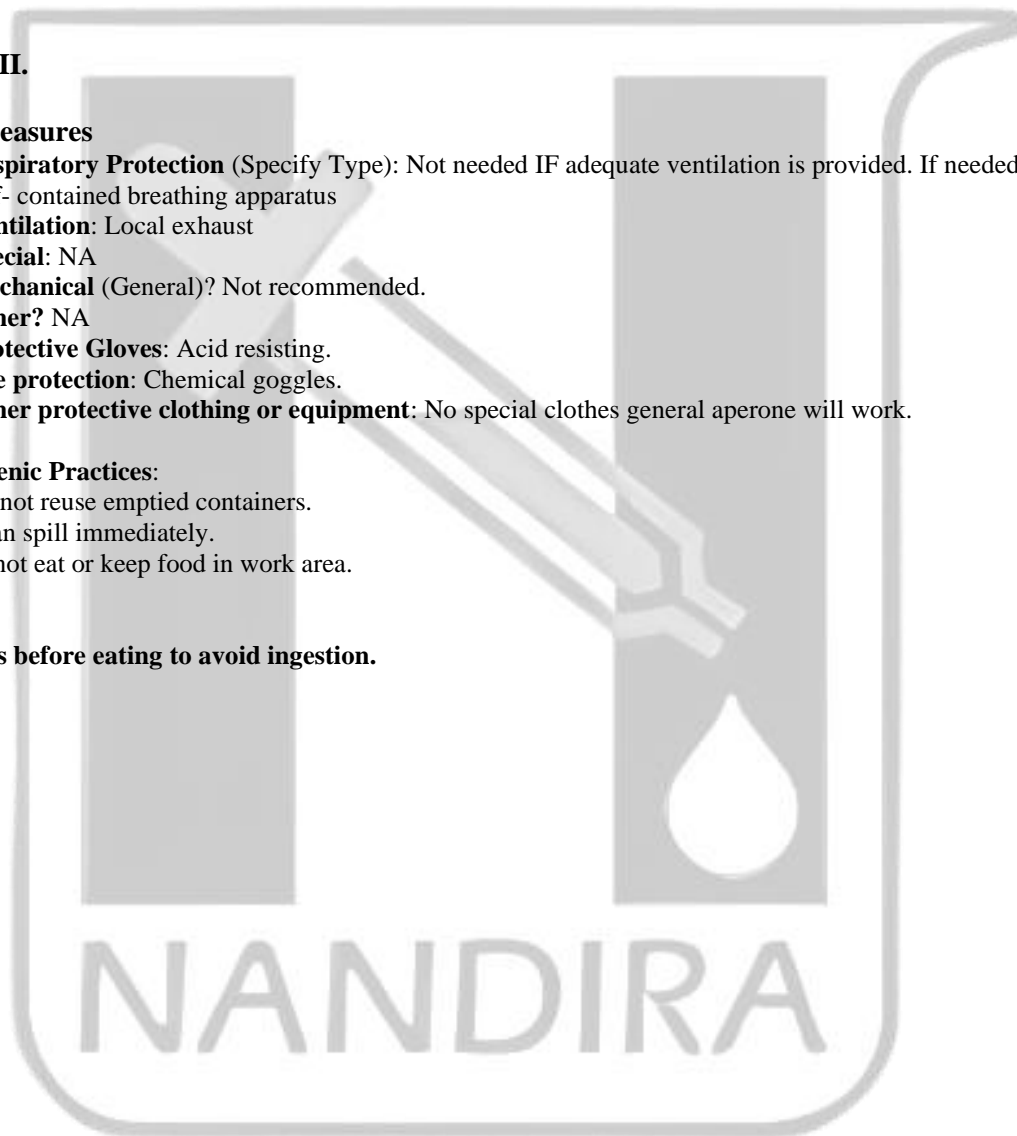 II.
easures
spiratory Protection (Specify Type): Not needed IF adequate ventilation is provided. If needed
f- contained breathing apparatus
ntilation: Local exhaust
ecial: NA
chanical (General)? Not recommended.
her? NA
otective Gloves: Acid resisting.
e protection: Chemical goggles.
her protective clothing or equipment: No special clothes general aperone will work.
enic Practices:
not reuse emptied containers.
an spill immediately.
not eat or keep food in work area.
s before eating to avoid ingestion.
NANDIRA